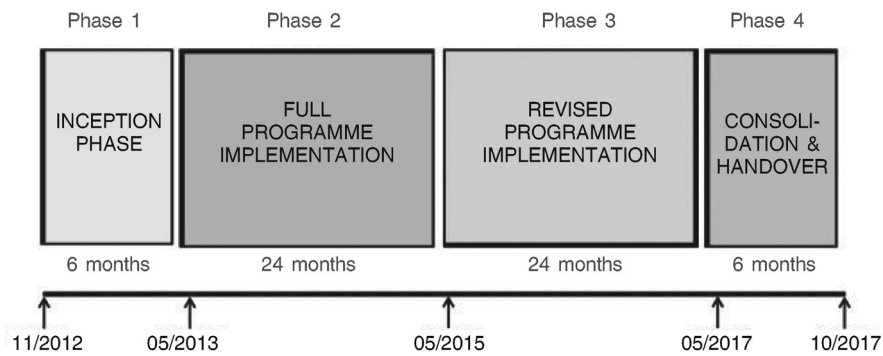 Phase 1 Phase 2 Phase 3 Phase 4
INCEPTION
PHASE
FULL
PROGRAMME
IMPLEMENTATION
REVISED
PROGRAMME
IMPLEMENTATION
CONSOLI-
DATION &
HANDOVER
6 months 24 months 24 months 6 months
11/2012 05/2013 05/2015 05/2017 10/2017